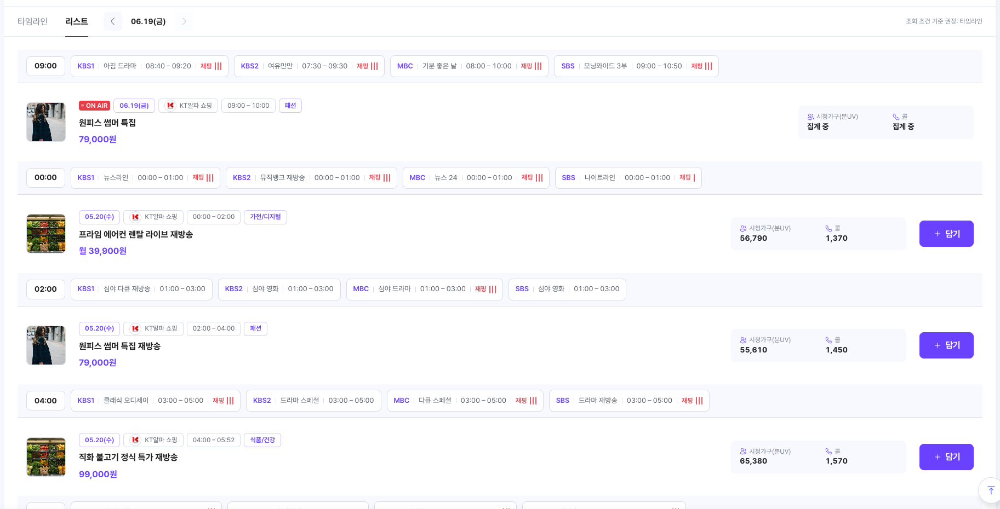 타임라인 리스트 06.19(금) 조회 조건 기준 권장: 타임라인
09:00 KBS1 아침 드라마 08:40 – 09:20 재핑 KBS2 여유만만 07:30 – 09:30 재핑 MBC 기분 좋은 날 08:00 – 10:00 재핑 SBS 모닝와이드 3부 09:00 – 10:50 재핑
ON AIR 06.19(금) KT알파 쇼핑 09:00 – 10:00 패션
원피스 썸머 특집
79,000원
시청가구(분UV) 콜
집계 중 집계 중
00:00 KBS1 뉴스라인 00:00 – 01:00 재핑 KBS2 뮤직뱅크 재방송 00:00 – 01:00 재핑 MBC 뉴스 24 00:00 – 01:00 재핑 SBS 나이트라인 00:00 – 01:00 재핑
05.20(수) KT알파 쇼핑 00:00 – 02:00 가전/디지털
프라임 에어컨 렌탈 라이브 재방송
월 39,900원
시청가구(분UV) 콜
56,790 1,370
+ 담기
02:00 KBS1 심야 다큐 재방송 01:00 – 03:00 KBS2 심야 영화 01:00 – 03:00 MBC 심야 드라마 01:00 – 03:00 재핑 SBS 심야 영화 01:00 – 03:00
05.20(수) KT알파 쇼핑 02:00 – 04:00 패션
원피스 썸머 특집 재방송
79,000원
시청가구(분UV) 콜
55,610 1,450
+ 담기
04:00 KBS1 클래식 오디세이 03:00 – 05:00 재핑 KBS2 드라마 스페셜 03:00 – 05:00 MBC 다큐 스페셜 03:00 – 05:00 재핑 SBS 드라마 재방송 03:00 – 05:00 재핑
05.20(수) KT알파 쇼핑 04:00 – 05:52 식품/건강
직화 불고기 정식 특가 재방송
99,000원
시청가구(분UV) 콜
65,380 1,570
+ 담기